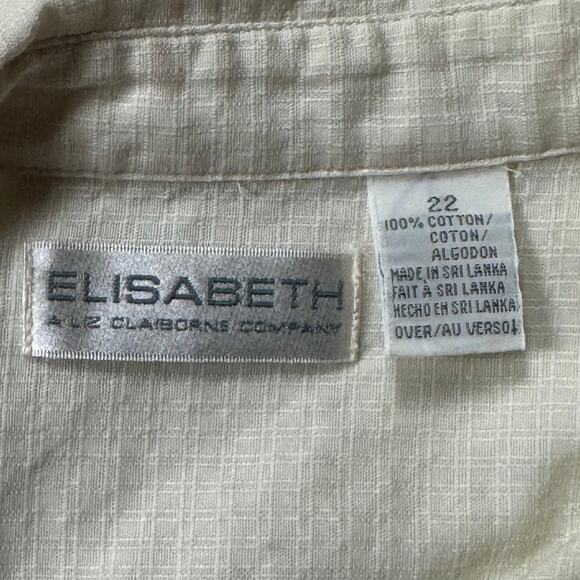 ELISABETH
A LIZ CLAIBORNE COMPANY
22
100% COTTON/
COTON/
ALGODON
MADE IN SRI LANKA
FAIT À SRI LANKA
HECHO EN SRI LANKA
OVER/AU VERSO↓